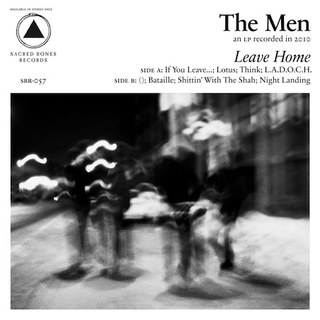 AVAILABLE IN STEREO
The Men
an LP recorded in 2010
SACRED BONES
RECORDS
Leave Home
SIDE A: If You Leave...; Lotus; Think; L.A.D.O.C.H.
SBR-057
SIDE B: (); Bataille; Shittin' With The Shah; Night Landing